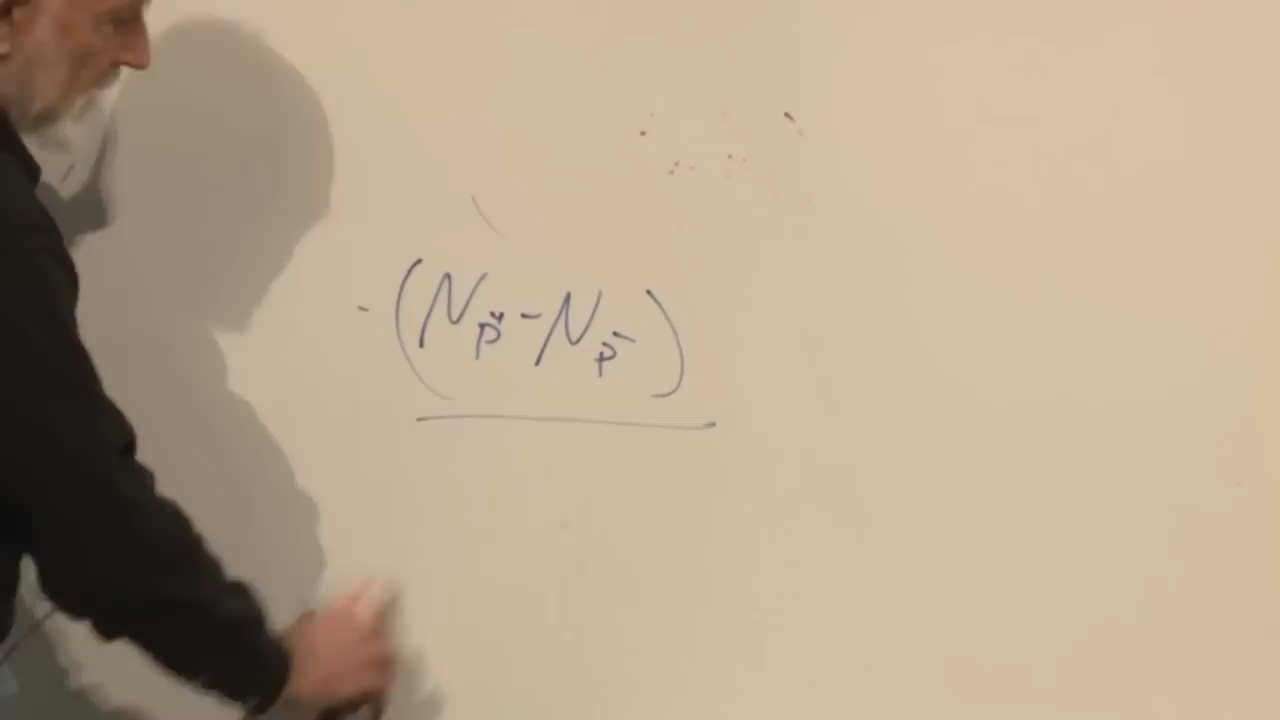 - (N_p̄ - N_p̄)